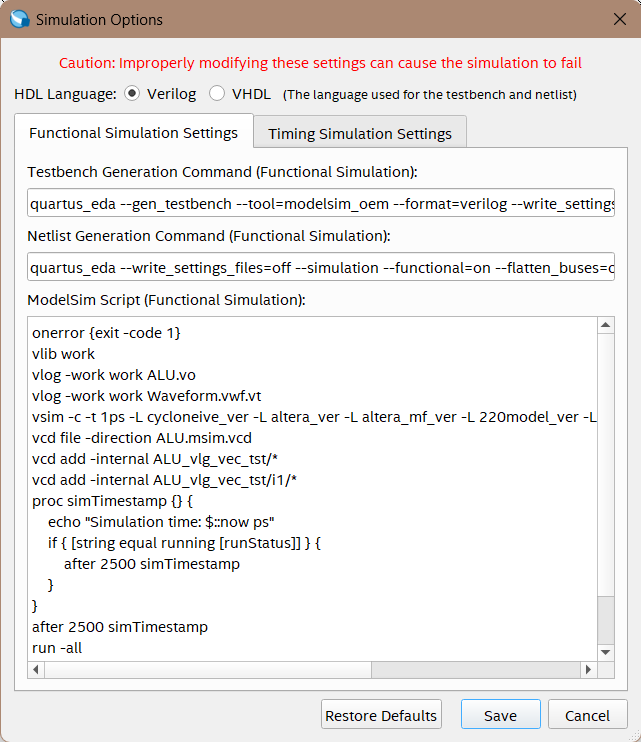 Simulation Options
Caution: Improperly modifying these settings can cause the simulation to fail
HDL Language: Verilog VHDL (The language used for the testbench and netlist)
Functional Simulation Settings Timing Simulation Settings
Testbench Generation Command (Functional Simulation):
quartus_eda --gen_testbench --tool=modelsim_oem --format=verilog --write_settings
Netlist Generation Command (Functional Simulation):
quartus_eda --write_settings_files=off --simulation --functional=on --flatten_buses=o
ModelSim Script (Functional Simulation):
onerror {exit -code 1}
vlib work
vlog -work work ALU.vo
vlog -work work Waveform.vwf.vt
vsim -c -t 1ps -L cycloneive_ver -L altera_ver -L altera_mf_ver -L 220model_ver -L
vcd file -direction ALU.msim.vcd
vcd add -internal ALU_vlg_vec_tst/*
vcd add -internal ALU_vlg_vec_tst/i1/*
proc simTimestamp {} {
    echo "Simulation time: $::now ps"
    if { [string equal running [runStatus]] } {
        after 2500 simTimestamp
    }
}
after 2500 simTimestamp
run -all
Restore Defaults Save Cancel